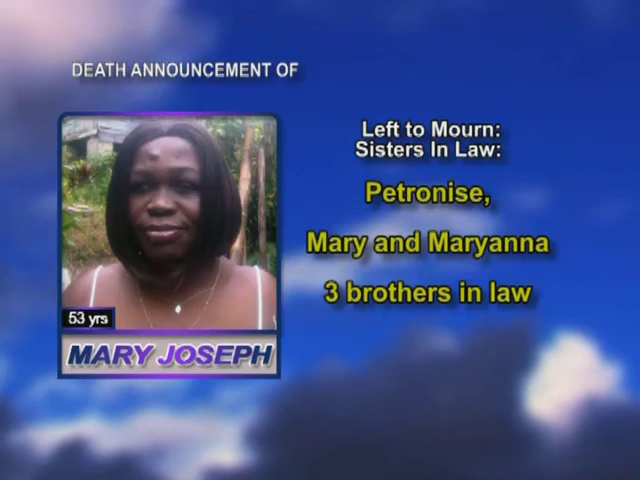 DEATH ANNOUNCEMENT OF
53 yrs
MARY JOSEPH
Left to Mourn:
Sisters In Law:
Petronise,
Mary and Maryanna
3 brothers in law